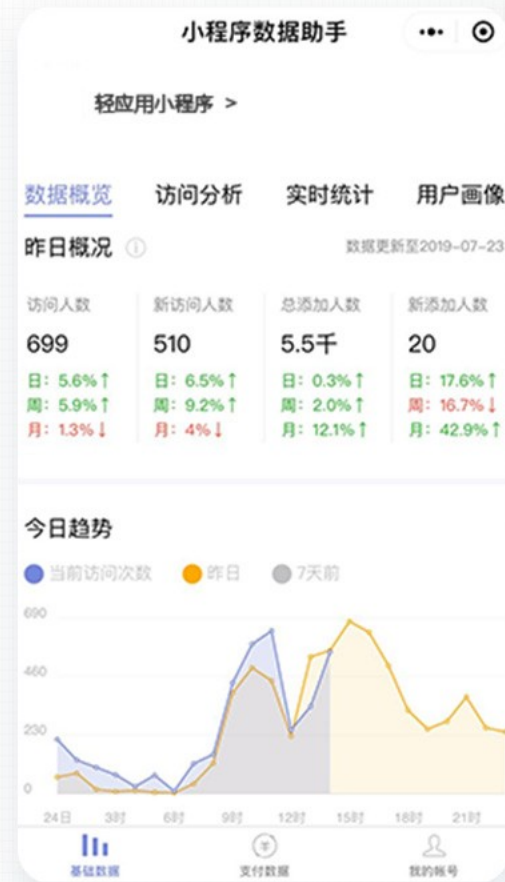 小程序数据助手
轻应用小程序 >
数据概览 访问分析 实时统计 用户画像
昨日概况 数据更新至2019-07-23
访问人数 新访问人数 总添加人数 新添加人数
699 510 5.5千 20
日: 5.6%↑ 日: 6.5%↑ 日: 0.3%↑ 日: 17.6%↑
周: 5.9%↑ 周: 9.2%↑ 周: 2.0%↑ 周: 16.7%↓
月: 1.3%↓ 月: 4%↓ 月: 12.1%↑ 月: 42.9%↑
今日趋势
当前访问次数 昨日 7天前
690
460
230
0
24日 3时 6时 9时 12时 15时 18时 21时
基础数据 支付数据 我的帐号